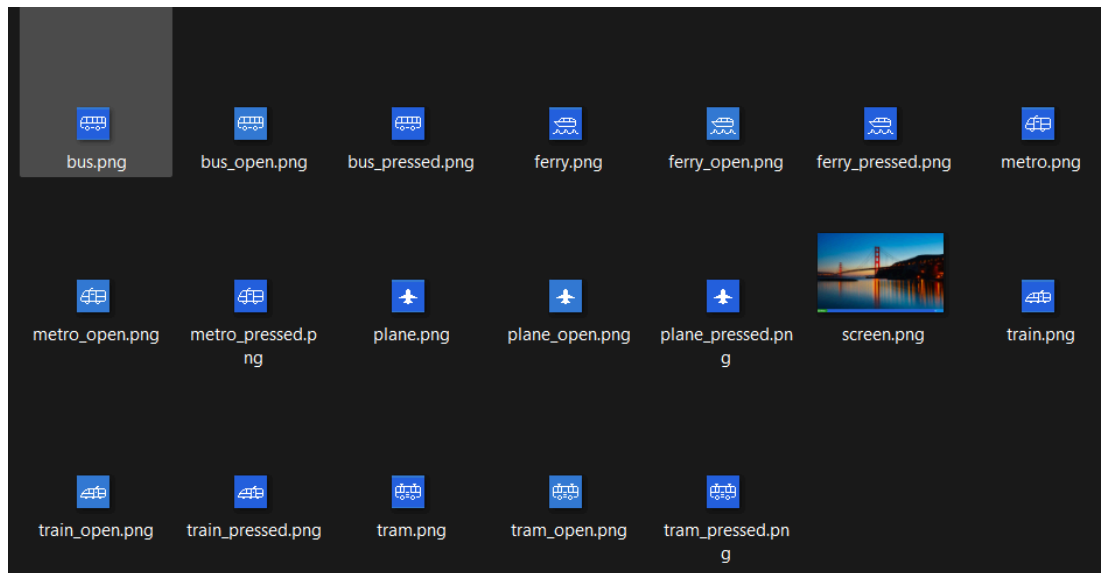 bus.png
bus_open.png
bus_pressed.png
ferry.png
ferry_open.png
ferry_pressed.png
metro.png
metro_open.png
metro_pressed.p
ng
plane.png
plane_open.png
plane_pressed.pn
g
screen.png
train.png
train_open.png
train_pressed.png
tram.png
tram_open.png
tram_pressed.pn
g